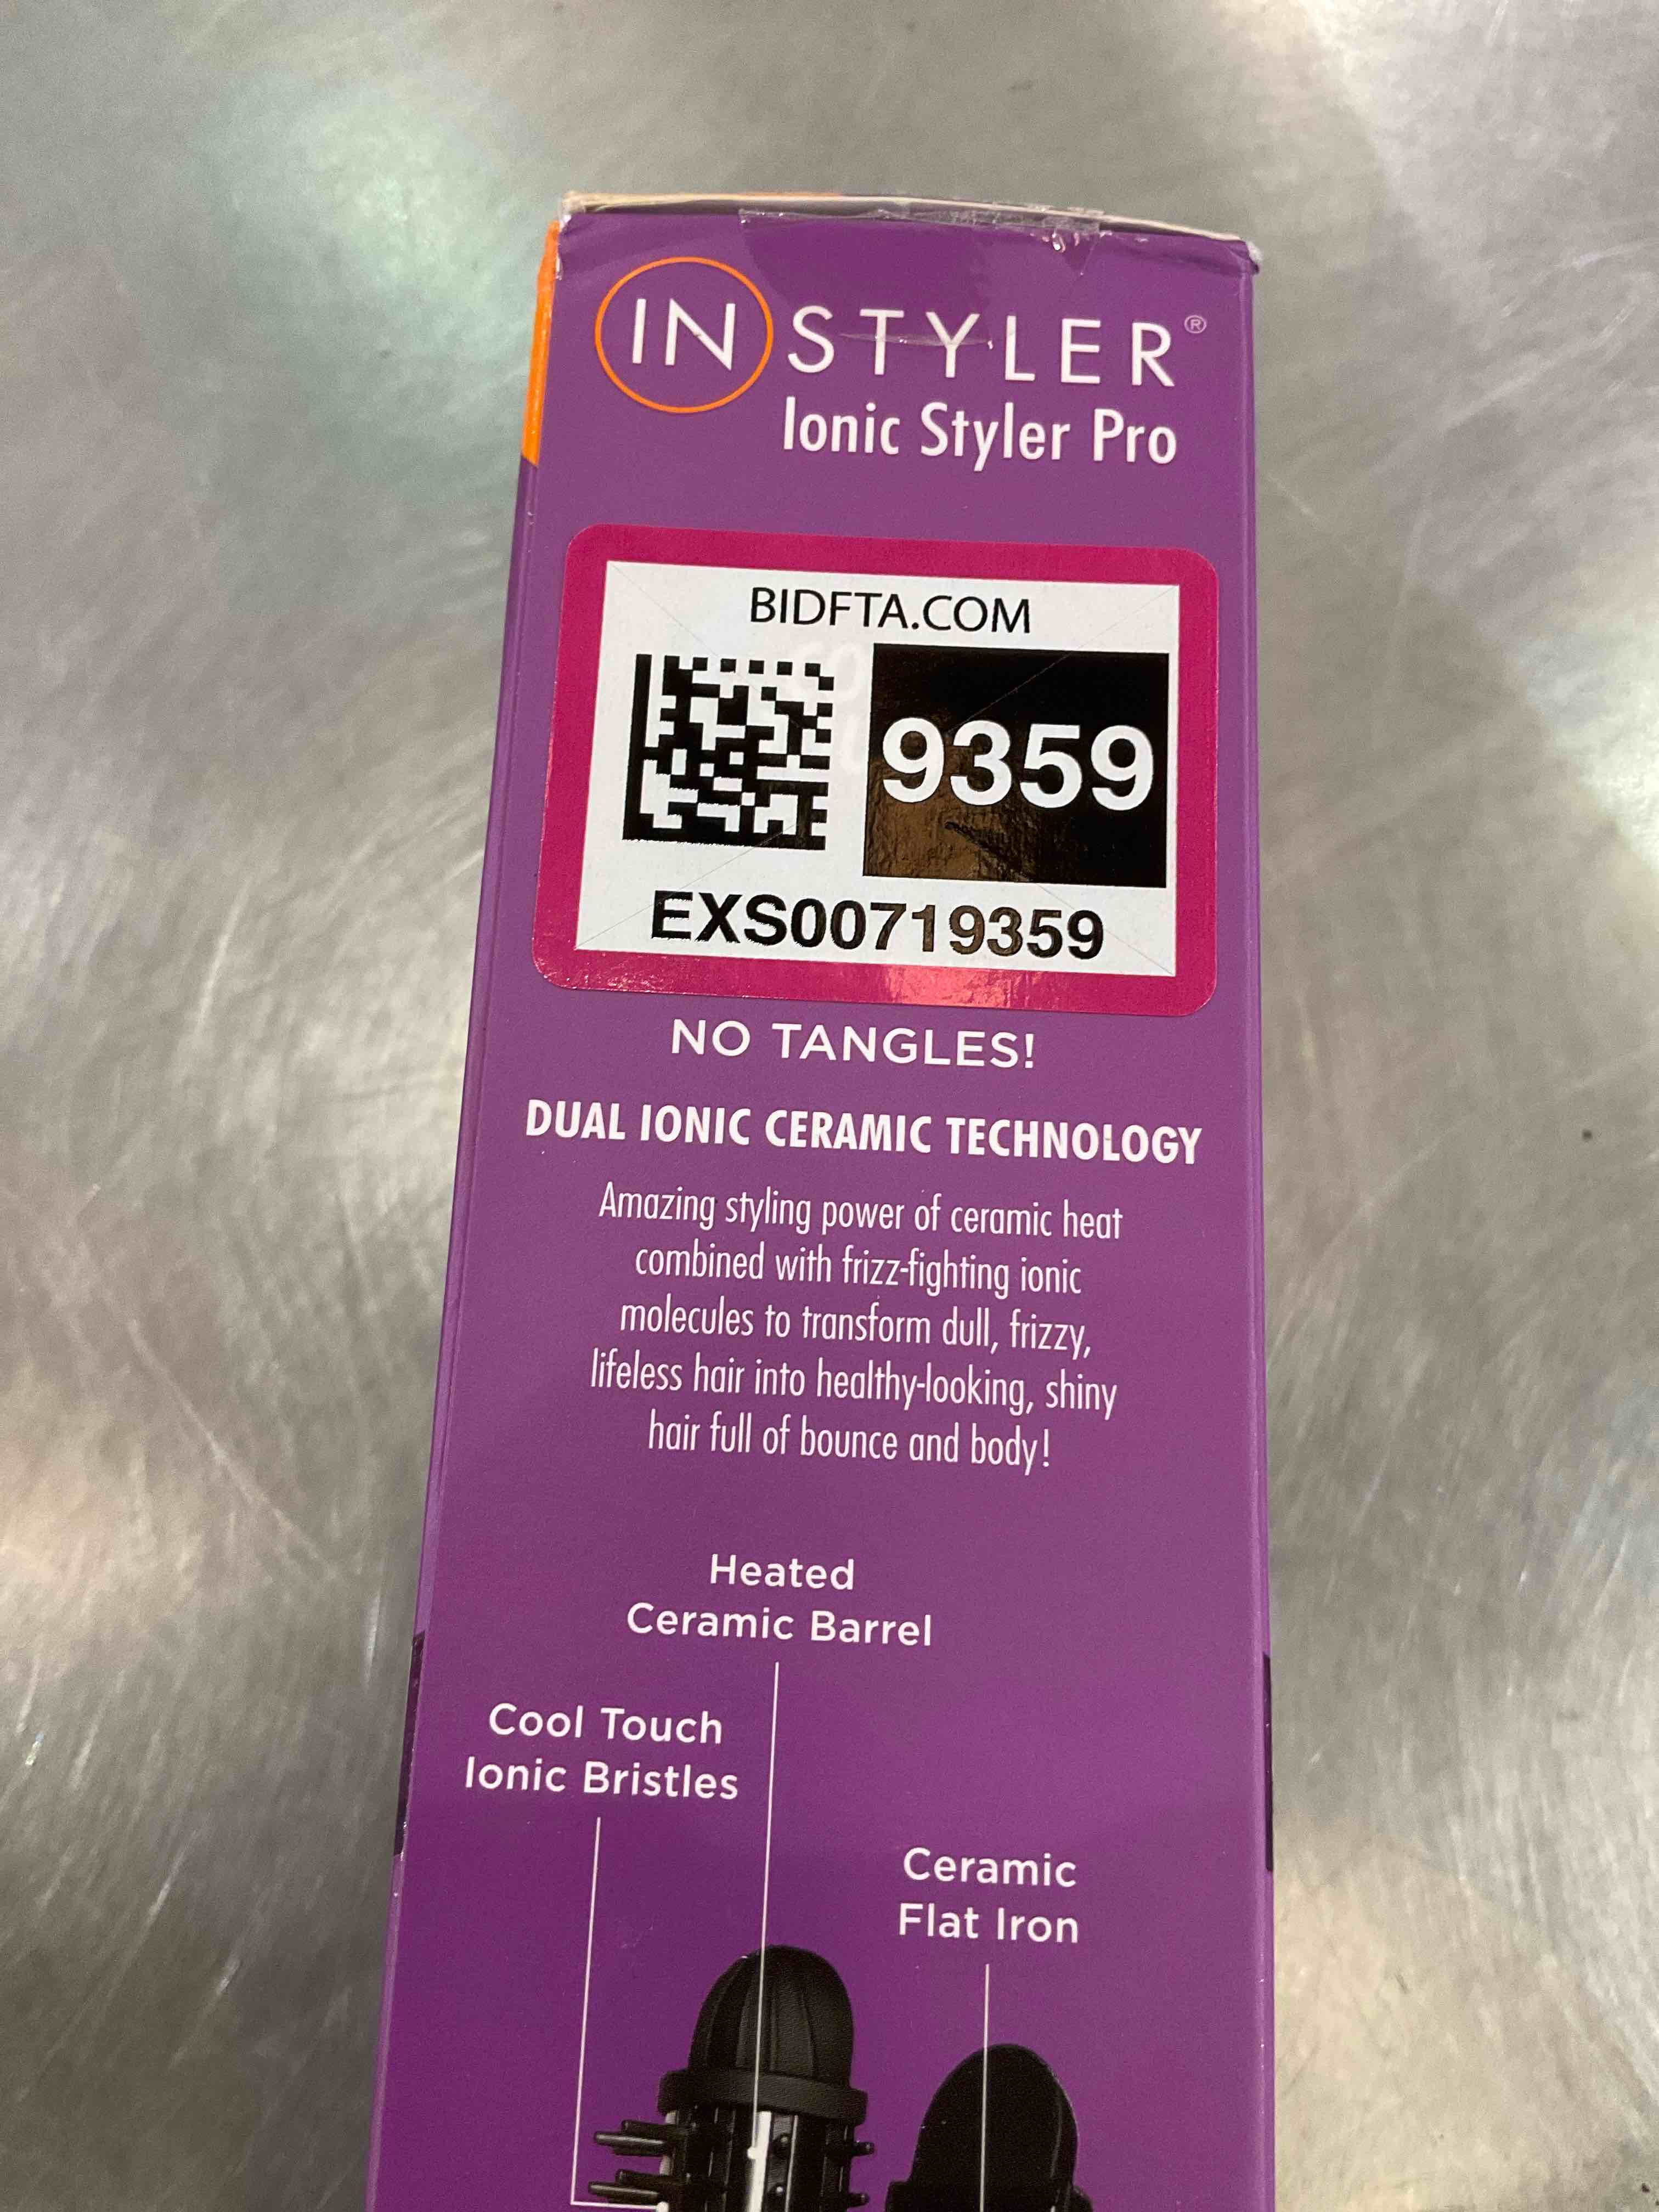 INSTYLER®
Ionic Styler Pro
BIDFTA.COM
9359
EXS00719359
NO TANGLES!
DUAL IONIC CERAMIC TECHNOLOGY
Amazing styling power of ceramic heat
combined with frizz-fighting ionic
molecules to transform dull, frizzy,
lifeless hair into healthy-looking, shiny
hair full of bounce and body!
Heated
Ceramic Barrel
Cool Touch
Ionic Bristles
Ceramic
Flat Iron